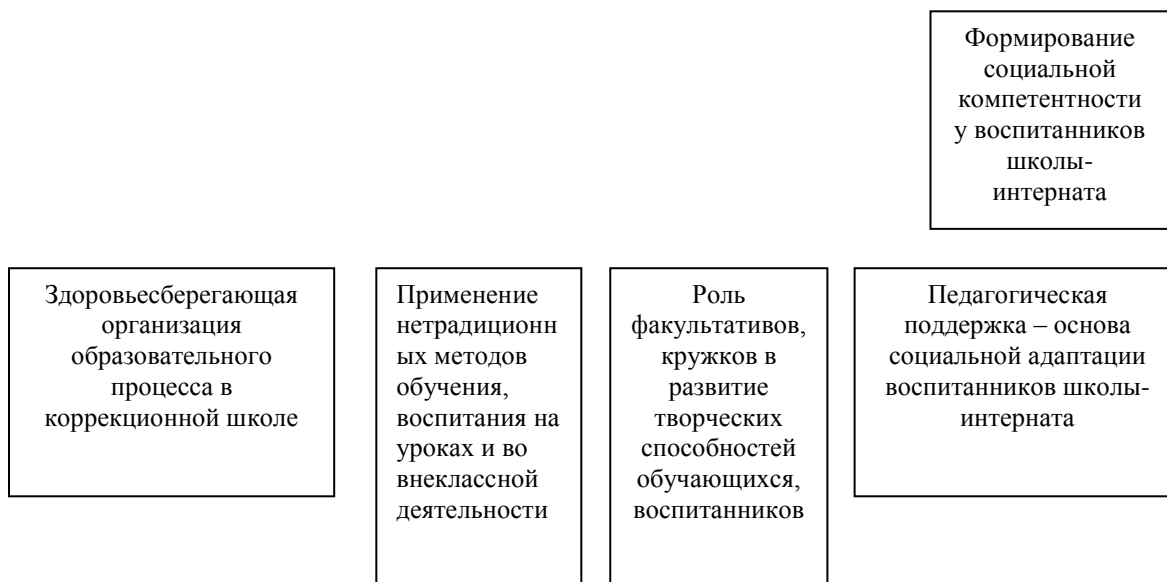 Формирование
социальной
компетентности
у воспитанников
школы-
интерната
Здоровьесберегающая
организация
образовательного
процесса в
коррекционной школе
Применение
нетрадиционн
ых методов
обучения,
воспитания на
уроках и во
внеклассной
деятельности
Роль
факультативов,
кружков в
развитие
творческих
способностей
обучающихся,
воспитанников
Педагогическая
поддержка – основа
социальной адаптации
воспитанников школы-
интерната